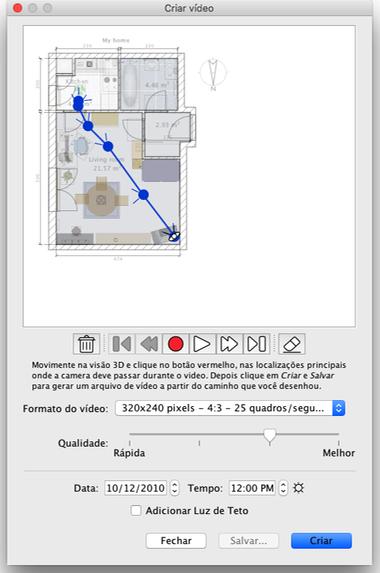 Criar vídeo
My home
Kitchen
4.46 m²
N
2.93 m²
Living room
21.57 m²
Movimente na visão 3D e clique no botão vermelho, nas localizações principais
onde a camera deve passar durante o video. Depois clique em Criar e Salvar
para gerar um arquivo de vídeo a partir do caminho que você desenhou.
Formato do vídeo: 320x240 pixels - 4:3 - 25 quadros/segu...
Qualidade:
Rápida Melhor
Data: 10/12/2010 Tempo: 12:00 PM
Adicionar Luz de Teto
Fechar Salvar... Criar